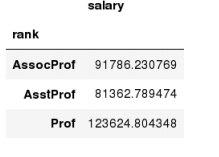 salary
rank
AssocProf 91786.230769
AsstProf 81362.789474
Prof 123624.804348